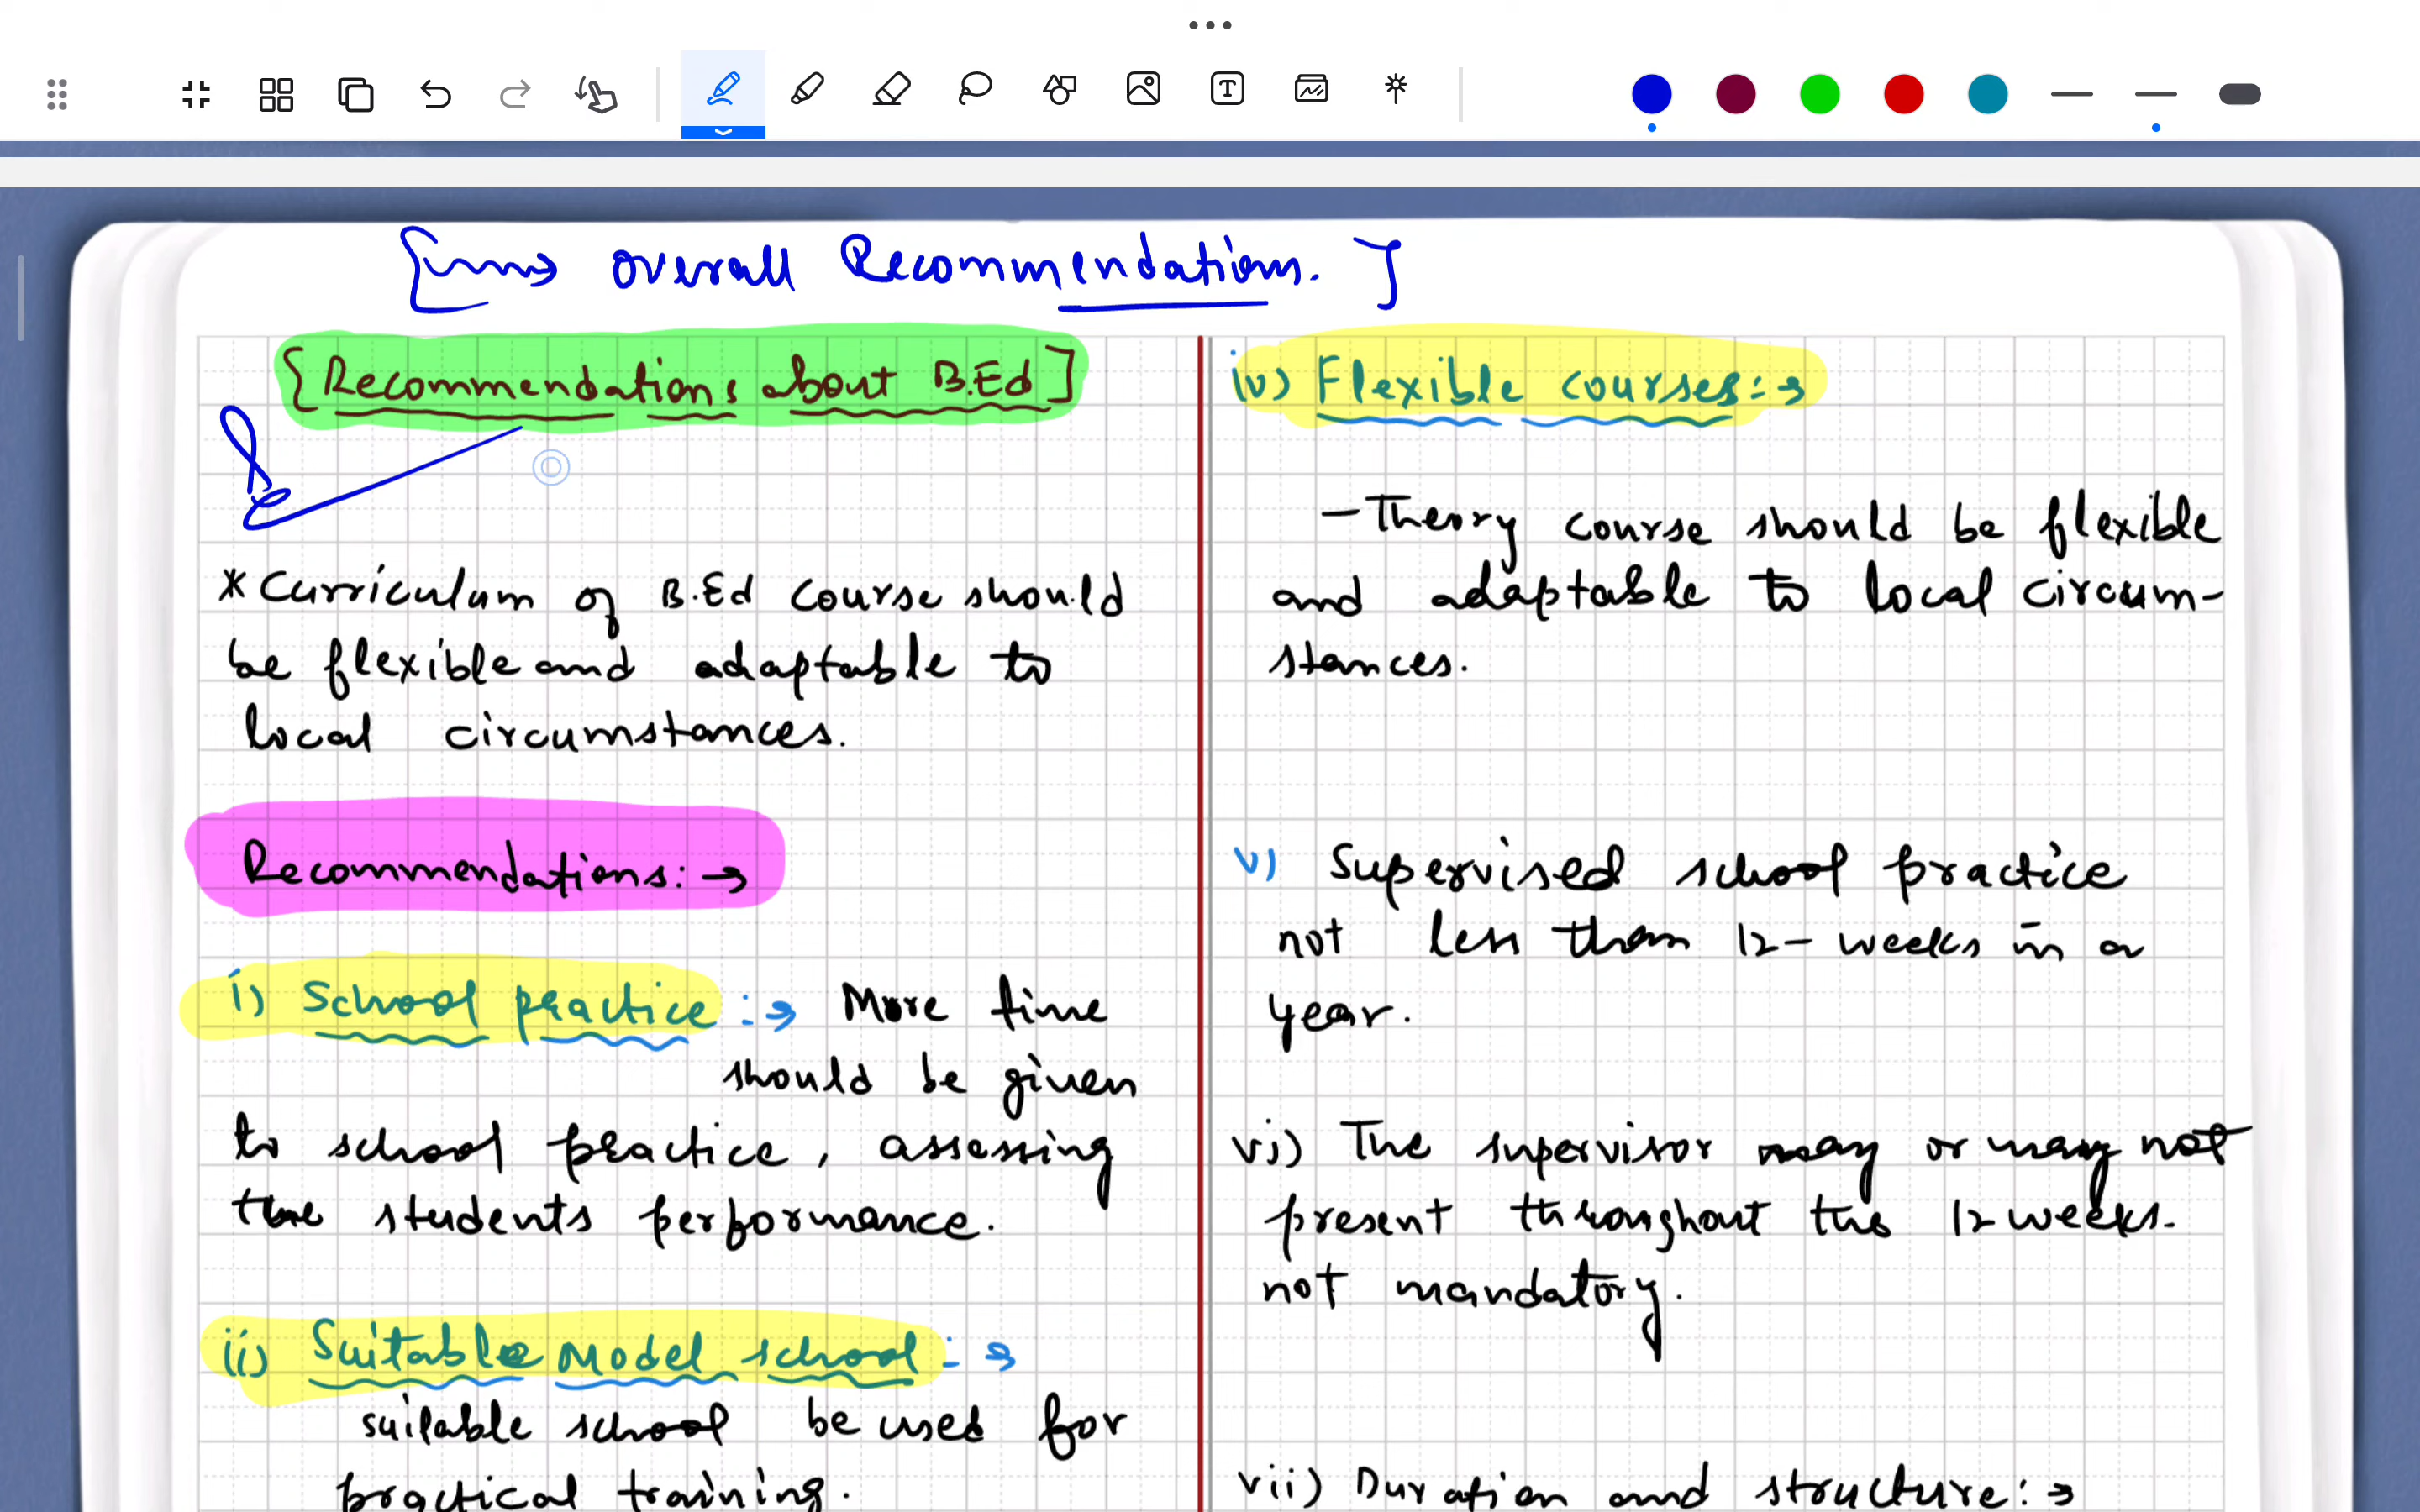 { → overall Recommendations. ]
{ Recommendations about B.Ed ]
* Curriculum of B.Ed course should
be flexible and adaptable to
local circumstances.
Recommendations: →
i) School practice :→ More time
should be given
to school practice, assessing
the students performance.
ii) Suitable Model school :- →
suitable school be used for
practical training.
iv) Flexible courses: →
- Theory course should be flexible
and adaptable to local circum-
stances.
v) Supervised school practice
not less than 12- weeks in a
year.
vi) The supervisor may or may not
present throughout the 12 weeks.
not mandatory.
vii) Duration and structure: →